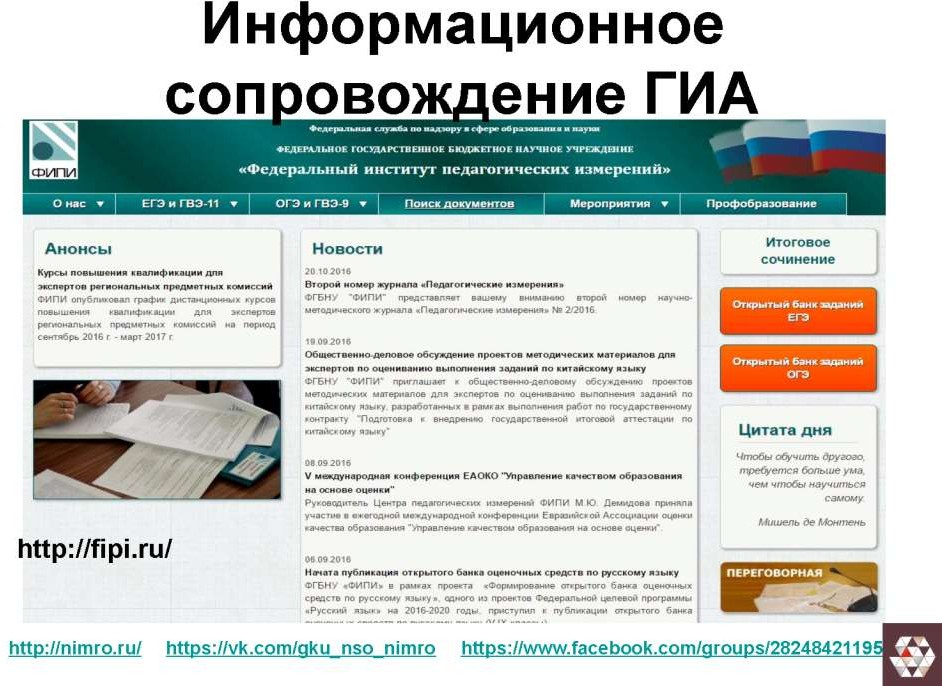 Информационное
сопровождение ГИА
Федеральная служба по надзору в сфере образования и науки
ФЕДЕРАЛЬНОЕ ГОСУДАРСТВЕННОЕ БЮДЖЕТНОЕ НАУЧНОЕ УЧРЕЖДЕНИЕ
«Федеральный институт педагогических измерений»
ФИПИ
О нас ▼ ЕГЭ и ГВЭ-11 ▼ ОГЭ и ГВЭ-9 ▼ Поиск документов Мероприятия ▼ Профобразование
Анонсы
Курсы повышения квалификации для
экспертов региональных предметных комиссий
ФИПИ опубликовал график дистанционных курсов
повышения квалификации для экспертов
региональных предметных комиссий на период
сентябрь 2016 г. - март 2017 г.
http://fipi.ru/
Новости
20.10.2016
Второй номер журнала «Педагогические измерения»
ФГБНУ "ФИПИ" представляет вашему вниманию второй номер научно-
методического журнала «Педагогические измерения» № 2/2016.
19.09.2016
Общественно-деловое обсуждение проектов методических материалов для
экспертов по оцениванию выполнения заданий по китайскому языку
ФГБНУ "ФИПИ" приглашает к общественно-деловому обсуждению проектов
методических материалов для экспертов по оцениванию выполнения заданий по
китайскому языку, разработанных в рамках выполнения работ по государственному
контракту "Подготовка к внедрению государственной итоговой аттестации по
китайскому языку"
08.09.2016
V международная конференция ЕАОКО "Управление качеством образования
на основе оценки"
Руководитель Центра педагогических измерений ФИПИ М.Ю. Демидова приняла
участие в ежегодной международной конференции Евразийской Ассоциации оценки
качества образования "Управление качеством образования на основе оценки".
06.09.2016
Начата публикация открытого банка оценочных средств по русскому языку
ФГБНУ «ФИПИ» в рамках проекта «Формирование открытого банка оценочных
средств по русскому языку», одного из проектов Федеральной целевой программы
«Русский язык» на 2016-2020 годы, приступил к публикации открытого банка
Итоговое
сочинение
Открытый банк заданий
ЕГЭ
Открытый банк заданий
ОГЭ
Цитата дня
Чтобы обучить другого,
требуется больше ума,
чем чтобы научиться
самому.
Мишель де Монтень
ПЕРЕГОВОРНАЯ
http://nimro.ru/ https://vk.com/gku_nso_nimro https://www.facebook.com/groups/28248421195